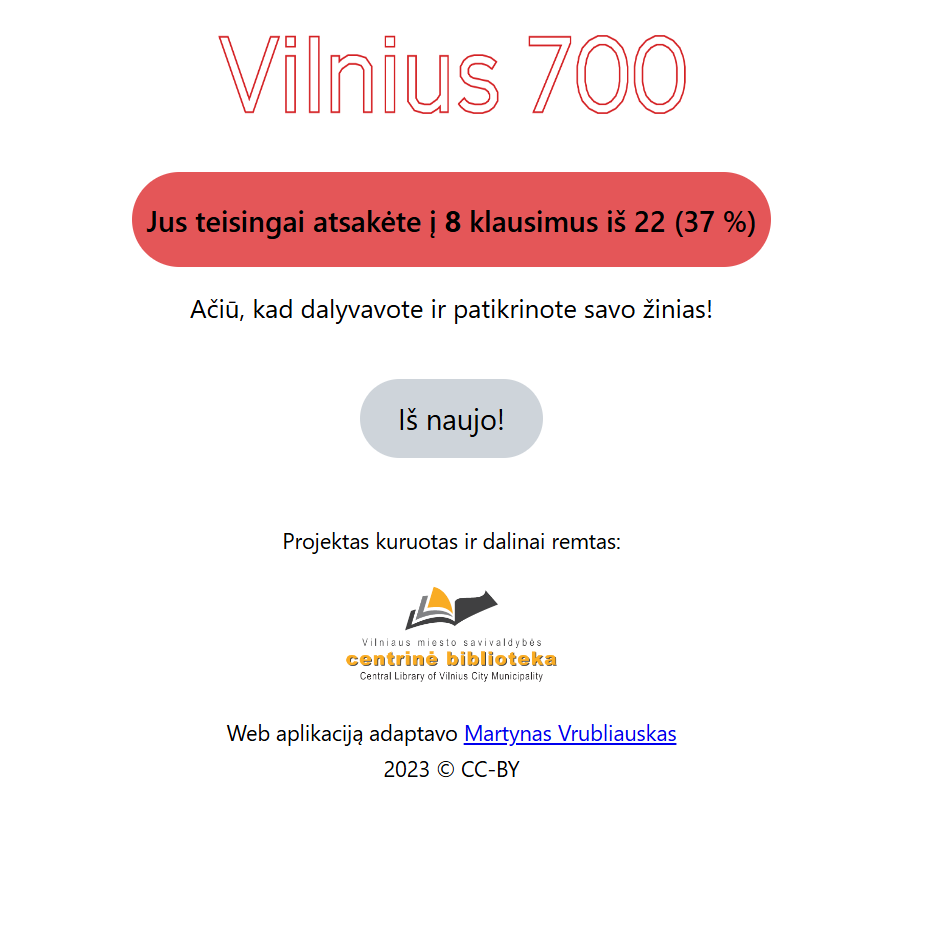 Vilnius 700
Jus teisingai atsakėte į 8 klausimus iš 22 (37 %)
Ačiū, kad dalyvavote ir patikrinote savo žinias!
Iš naujo!
Projektas kuruotas ir dalinai remtas:
Vilniaus miesto savivaldybės
centrinė biblioteka
Central Library of Vilnius City Municipality
Web aplikaciją adaptavo Martynas Vrubliauskas
2023 © CC-BY